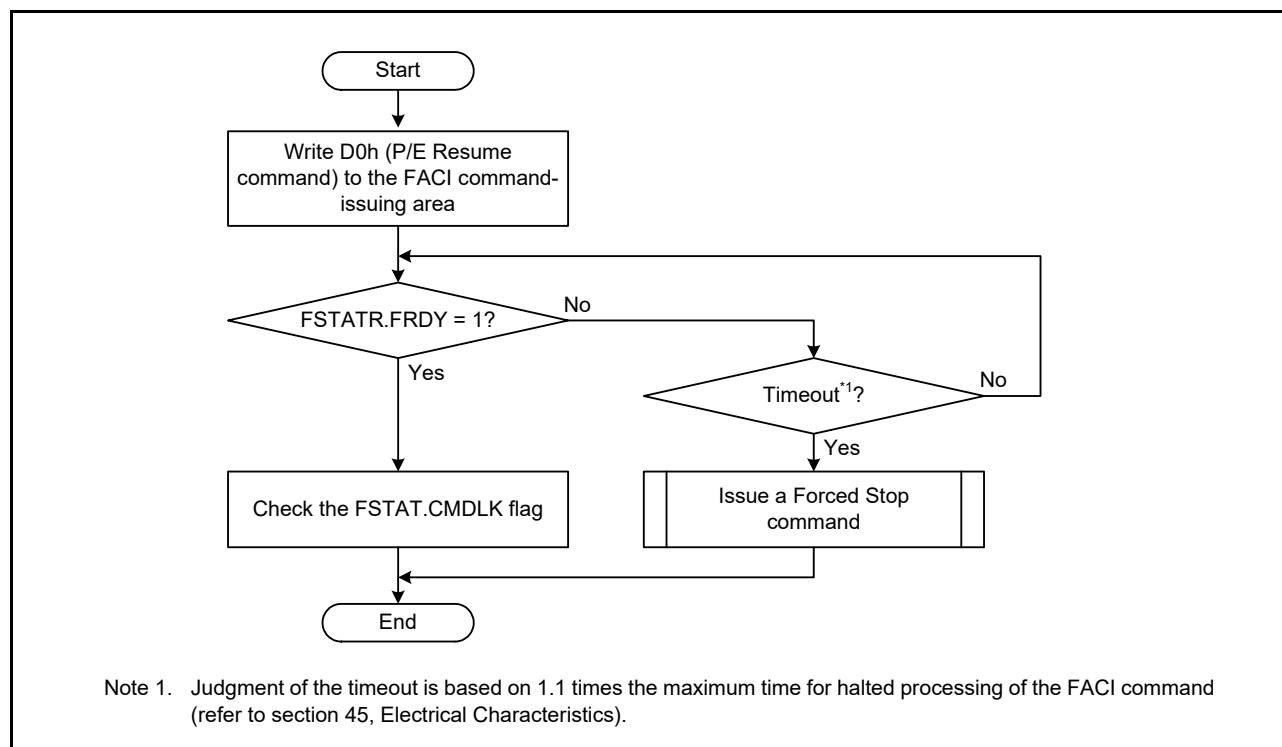 Start
Write D0h (P/E Resume
command) to the FACI command-
issuing area
FSTATR.FRDY = 1?
No
Yes
Timeout*1?
No
Yes
Check the FSTAT.CMDLK flag
Issue a Forced Stop
command
End
Note 1. Judgment of the timeout is based on 1.1 times the maximum time for halted processing of the FACI command
(refer to section 45, Electrical Characteristics).